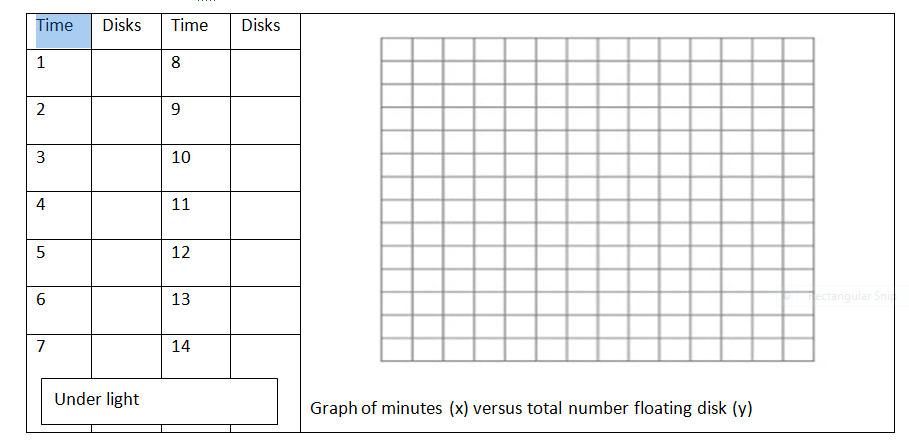 Time Disks Time Disks
1 8
2 9
3 10
4 11
5 12
6 13
7 14
Under light
Rectangular Snip
Graph of minutes (x) versus total number floating disk (y)